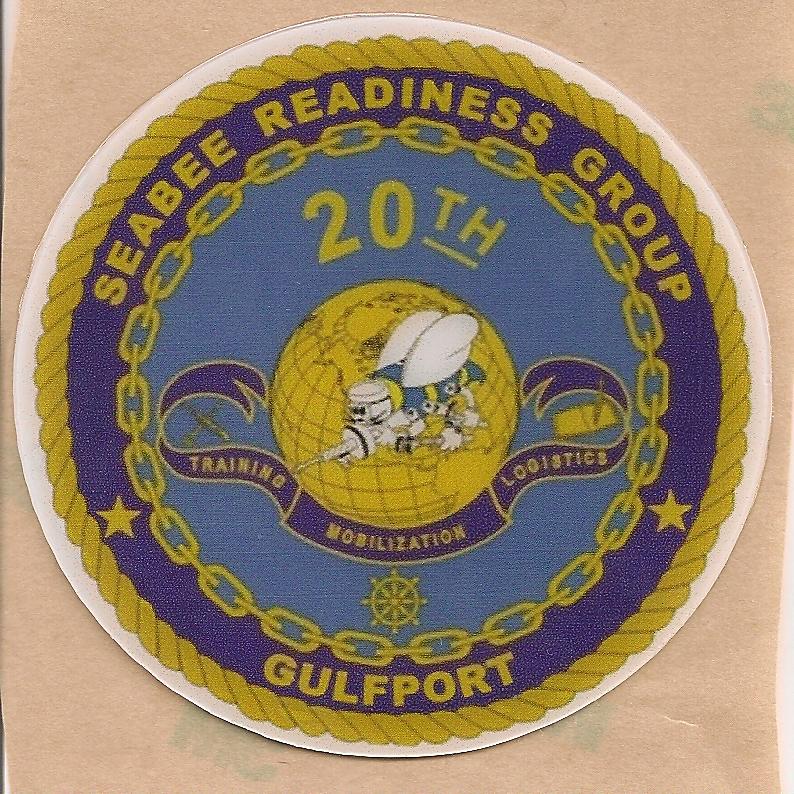 SEABEE READINESS GROUP
20TH
TRAINING
MOBILIZATION
LOGISTICS
GULFPORT